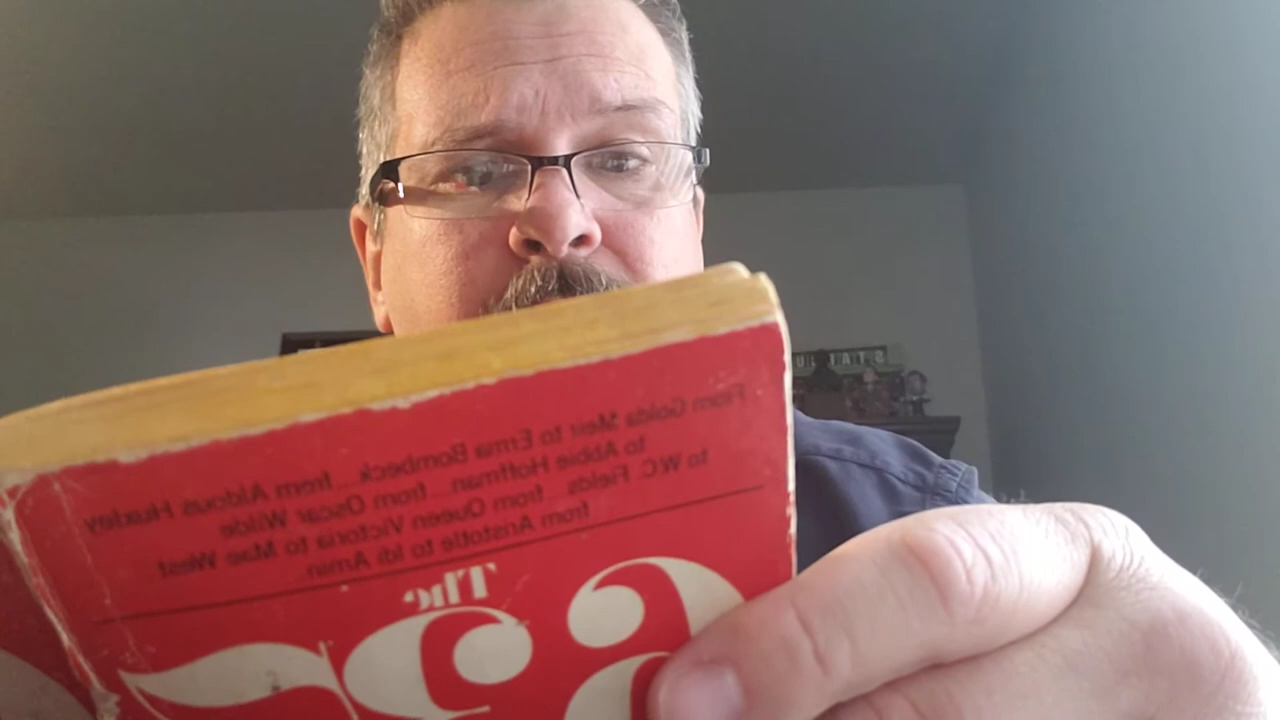 From Golda Meir to Erma Bombeck...from Aldous Huxley
to Abbie Hoffman...from Oscar Wilde
to W.C. Fields...from Queen Victoria to Mae West
from Aristotle to Idi Amin
The
637